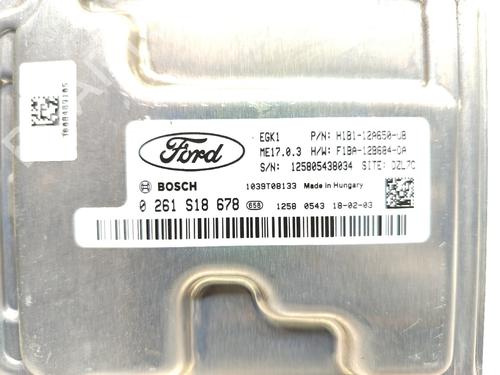 EGK1 P/N: H1B1-12A650-UB
Ford
ME17.0.3 H/W: F1BA-12B684-DA
S/N: 125805438034 SITE: DZL7C
BOSCH 1039T08133 Made in Hungary
0 261 S18 678 658 1258 0543 18-02-03